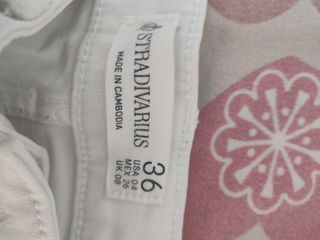 STRADIVARIUS
MADE IN CAMBODIA
36
USA 04
MEX 26
UK 08